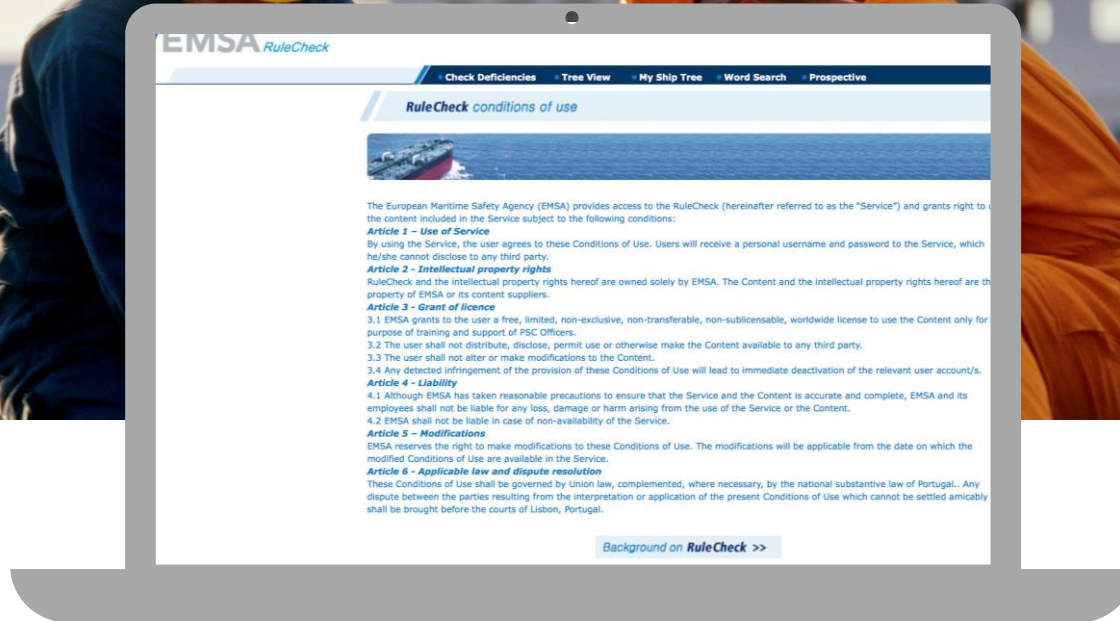 EMSA RuleCheck
Check Deficiencies Tree View My Ship Tree Word Search Prospective
RuleCheck conditions of use
The European Maritime Safety Agency (EMSA) provides access to the RuleCheck (hereinafter referred to as the "Service") and grants right to
the content included in the Service subject to the following conditions:
Article 1 – Use of Service
By using the Service, the user agrees to these Conditions of Use. Users will receive a personal username and password to the Service, which
he/she cannot disclose to any third party.
Article 2 - Intellectual property rights
RuleCheck and the intellectual property rights hereof are owned solely by EMSA. The Content and the intellectual property rights hereof are
property of EMSA or its content suppliers.
Article 3 - Grant of licence
3.1 EMSA grants to the user a free, limited, non-exclusive, non-transferable, non-sublicensable, worldwide license to use the Content only for
purpose of training and support of PSC Officers.
3.2 The user shall not distribute, disclose, permit use or otherwise make the Content available to any third party.
3.3 The user shall not alter or make modifications to the Content.
3.4 Any detected infringement of the provision of these Conditions of Use will lead to immediate deactivation of the relevant user account/s.
Article 4 - Liability
4.1 Although EMSA has taken reasonable precautions to ensure that the Service and the Content is accurate and complete, EMSA and its
employees shall not be liable for any loss, damage or harm arising from the use of the Service or the Content.
4.2 EMSA shall not be liable in case of non-availability of the Service.
Article 5 – Modifications
EMSA reserves the right to make modifications to these Conditions of Use. The modifications will be applicable from the date on which the
modified Conditions of Use are available in the Service.
Article 6 - Applicable law and dispute resolution
These Conditions of Use shall be governed by Union law, complemented, where necessary, by the national substantive law of Portugal.. Any
dispute between the parties resulting from the interpretation or application of the present Conditions of Use which cannot be settled amicably
shall be brought before the courts of Lisbon, Portugal.
Background on RuleCheck >>